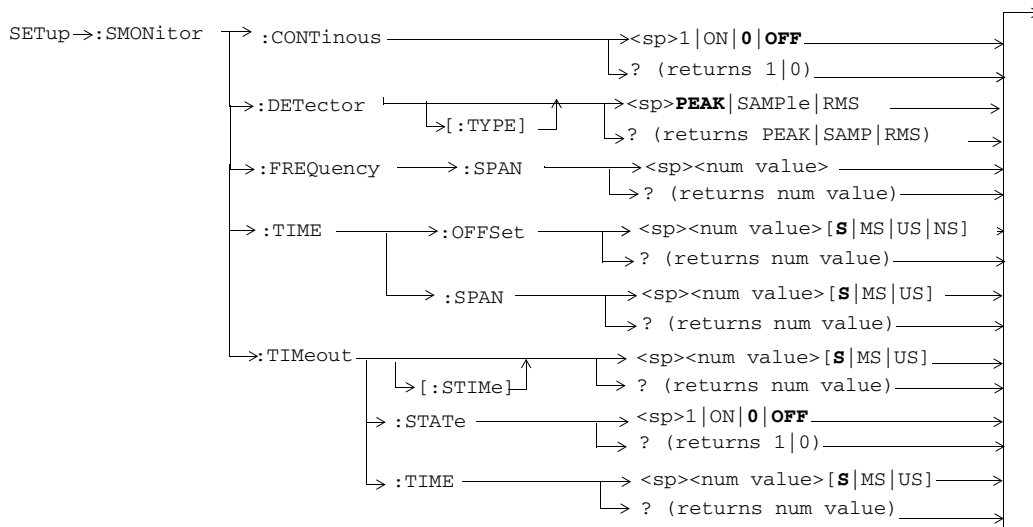 SETup :SMONitor :CONTinous <sp>1|ON|0|OFF
? (returns 1|0)
:DETector <sp>PEAK|SAMPle|RMS
[:TYPE] ? (returns PEAK|SAMP|RMS)
:FREQuency :SPAN <sp><num value>
? (returns num value)
:TIME :OFFSet <sp><num value>[S|MS|US|NS]
? (returns num value)
:SPAN <sp><num value>[S|MS|US]
? (returns num value)
:TIMeout <sp><num value>[S|MS|US]
[:STIMe] ? (returns num value)
:STATe <sp>1|ON|0|OFF
? (returns 1|0)
:TIME <sp><num value>[S|MS|US]
? (returns num value)